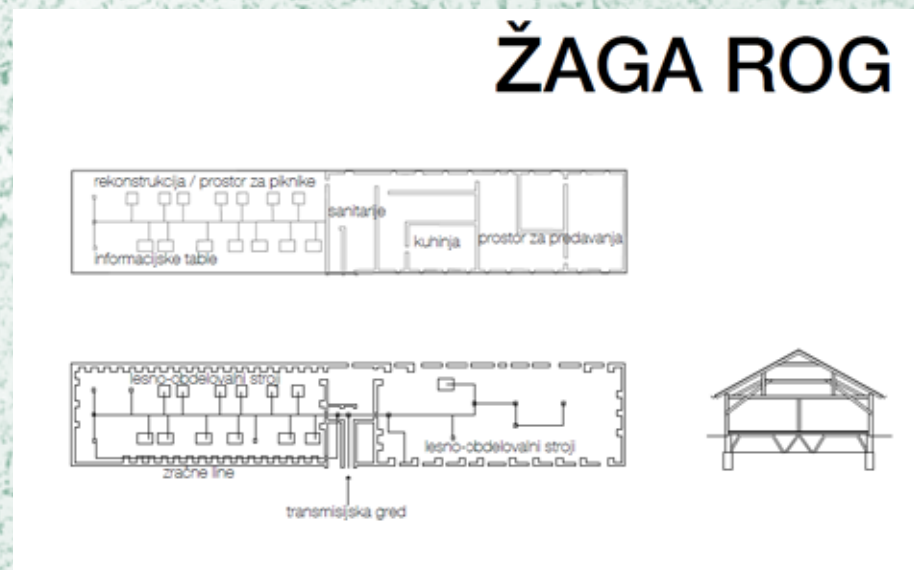 ŽAGA ROG
rekonstrukcija / prostor za piknike
sanitarije
kuhinja
prostor za predavanja
informacijske table
lesno-obdelovalni stroji
lesno-obdelovalni stroji
zračne line
transmisijska gred